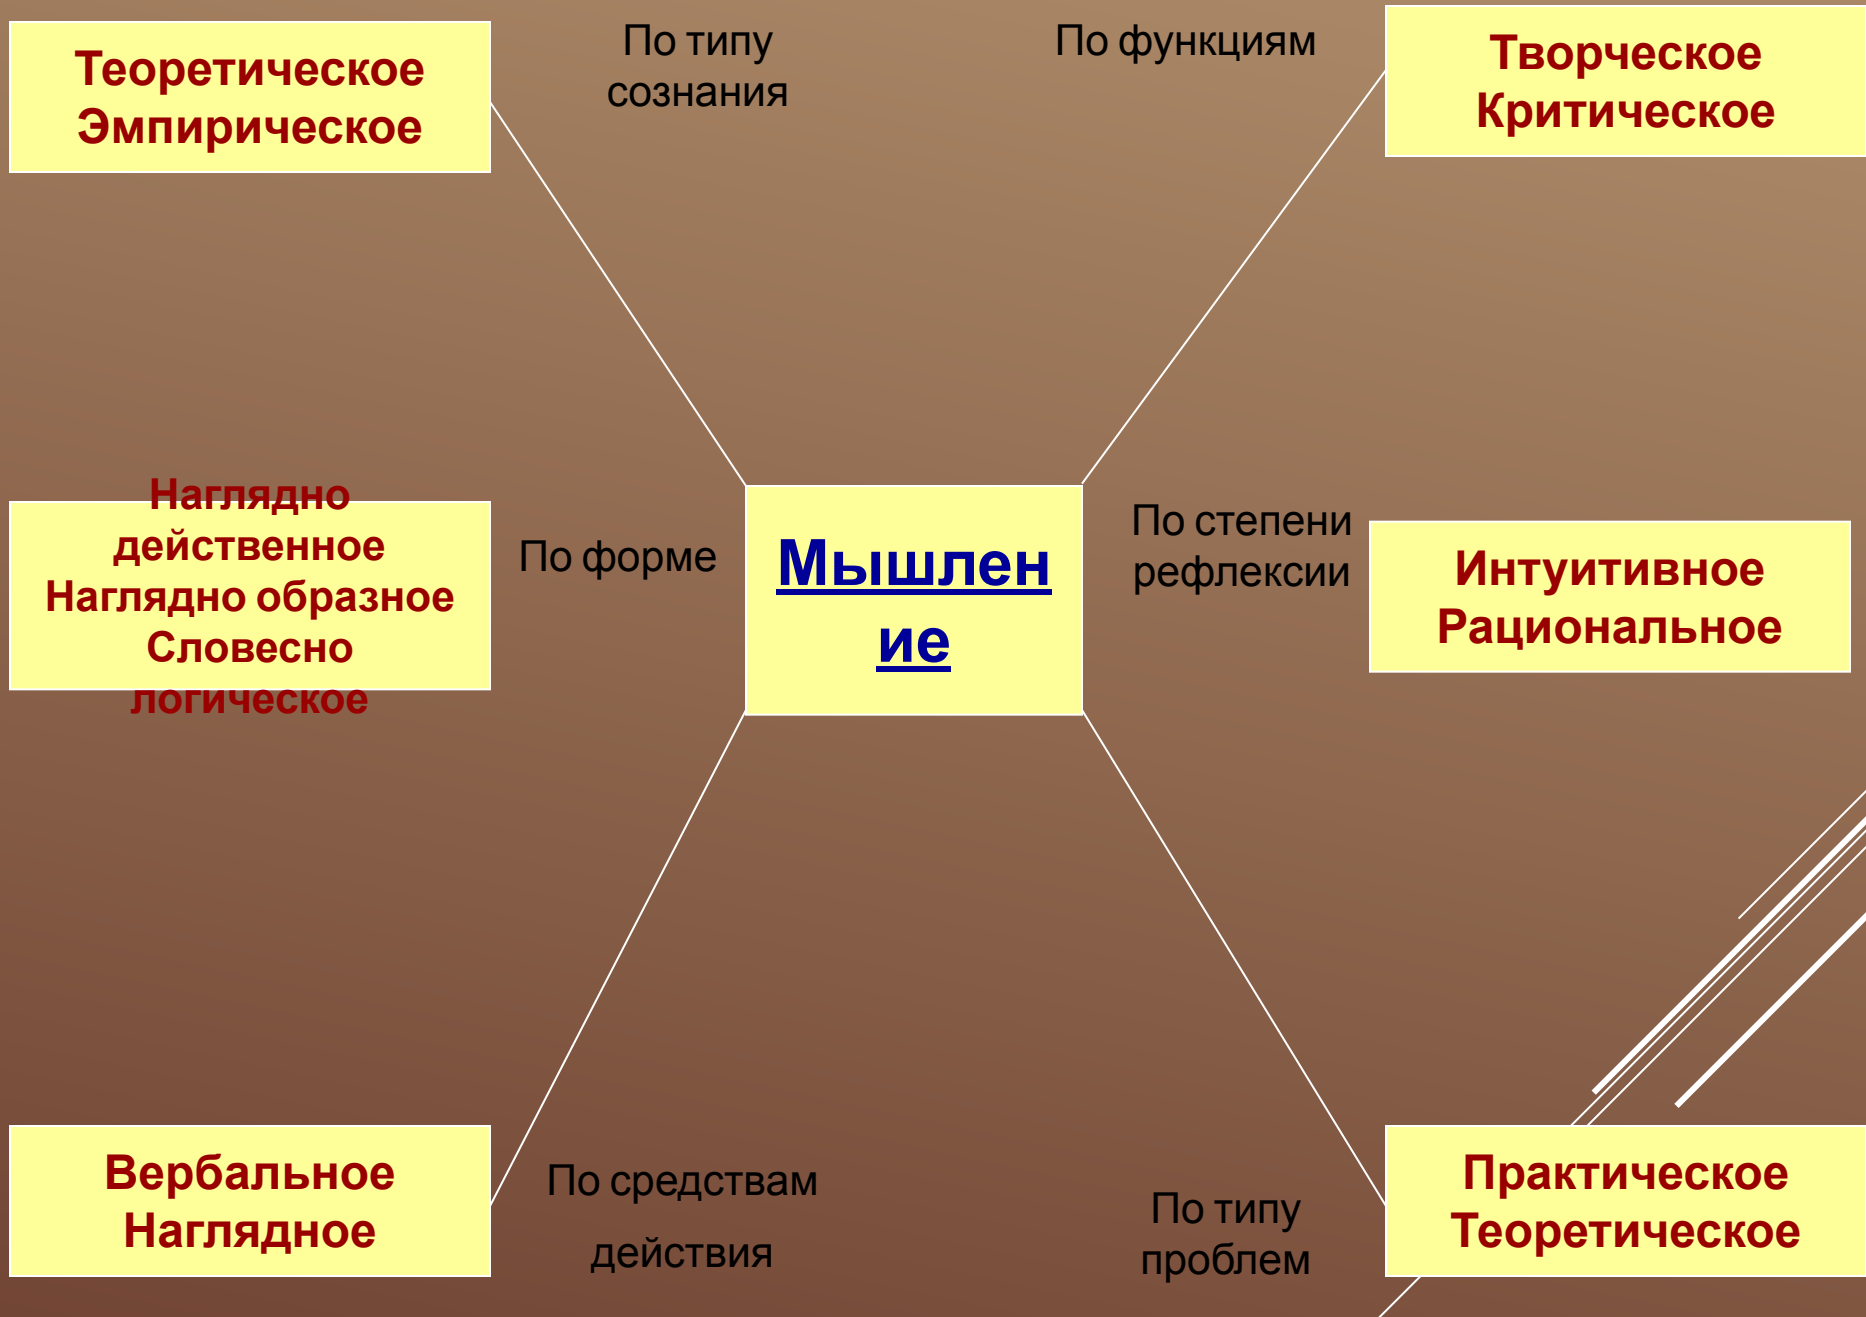 Теоретическое
Эмпирическое
По типу
сознания
По функциям
Творческое
Критическое
Наглядно
действенное
Наглядно образное
Словесно
логическое
По форме
Мышлен
ие
По степени
рефлексии
Интуитивное
Рациональное
Вербальное
Наглядное
По средствам
действия
По типу
проблем
Практическое
Теоретическое